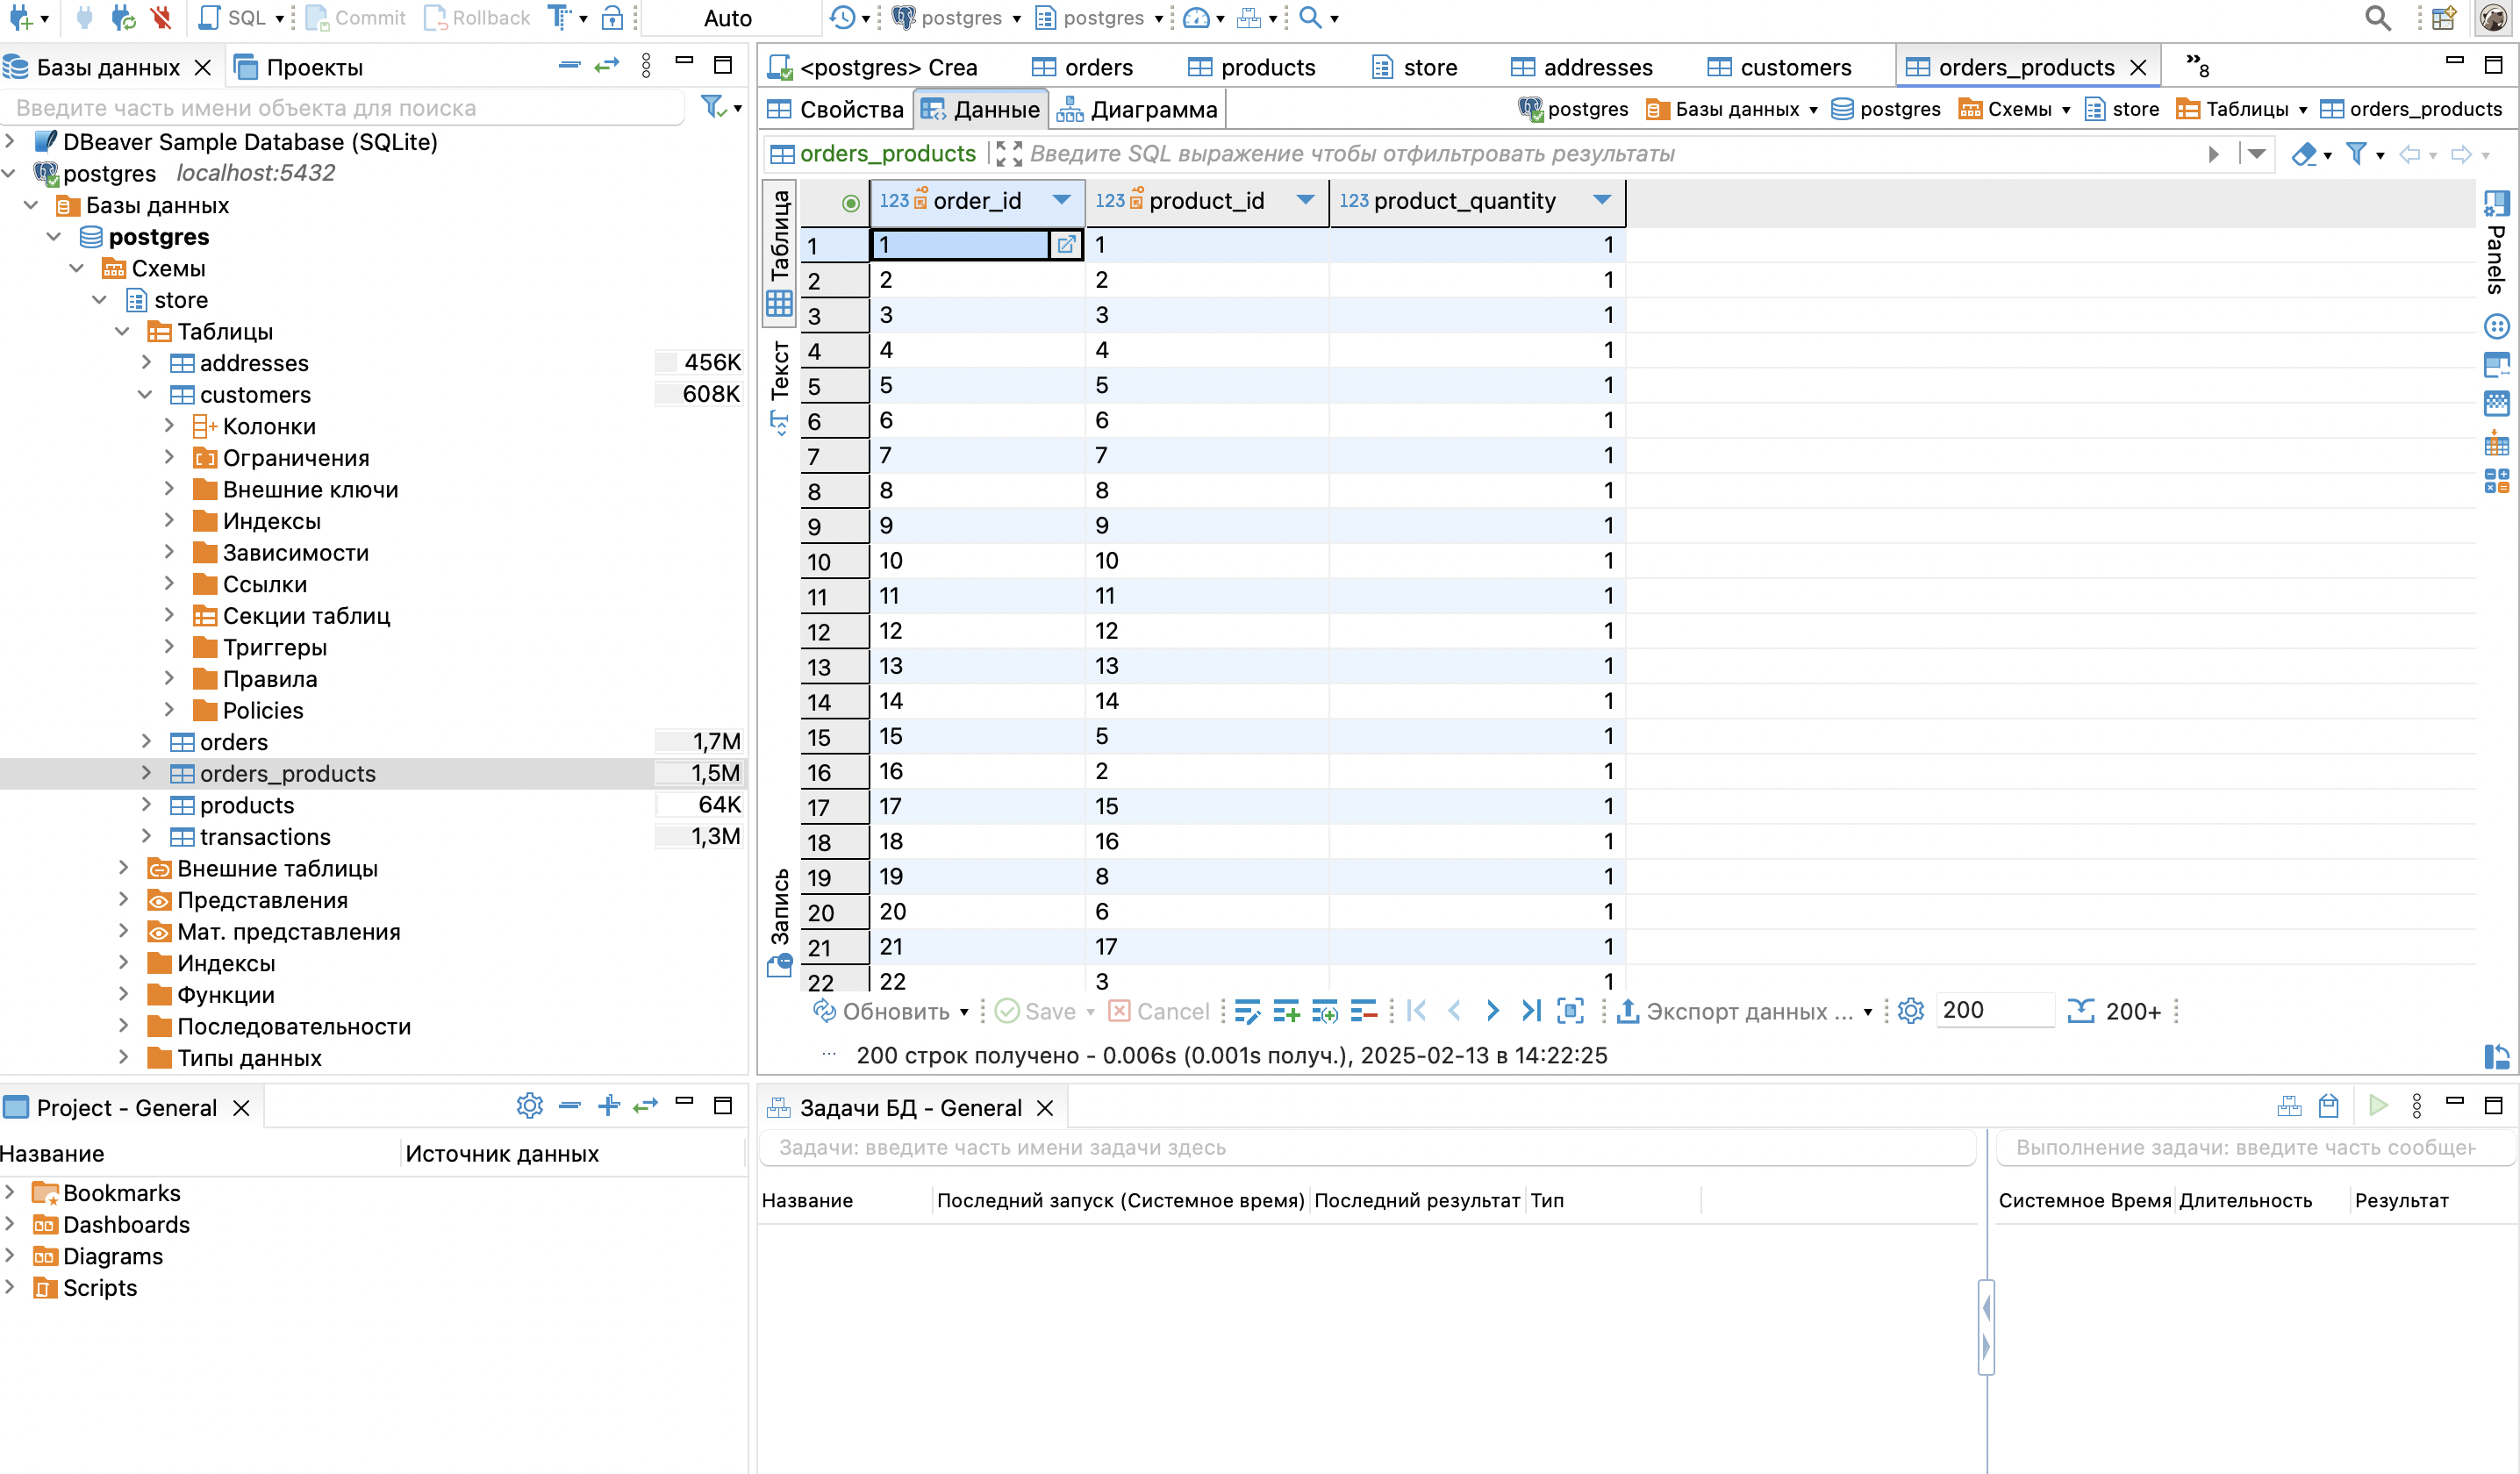 SQL Commit Rollback Auto postgres postgres
Базы данных Проекты
Введите часть имени объекта для поиска
DBeaver Sample Database (SQLite)
postgres localhost:5432
Базы данных
postgres
Схемы
store
Таблицы
addresses 456K
customers 608K
Колонки
Ограничения
Внешние ключи
Индексы
Зависимости
Ссылки
Секции таблиц
Триггеры
Правила
Policies
orders 1,7M
orders_products 1,5M
products 64K
transactions 1,3M
Внешние таблицы
Представления
Мат. представления
Индексы
Функции
Последовательности
Типы данных
<postgres> Crea orders products store addresses customers orders_products »8
Свойства Данные Диаграмма postgres Базы данных postgres Схемы store Таблицы orders_products
orders_products Введите SQL выражение чтобы отфильтровать результаты
Таблица
Текст
Запись
Panels
123 order_id 123 product_id 123 product_quantity
1 1 1 1
2 2 2 1
3 3 3 1
4 4 4 1
5 5 5 1
6 6 6 1
7 7 7 1
8 8 8 1
9 9 9 1
10 10 10 1
11 11 11 1
12 12 12 1
13 13 13 1
14 14 14 1
15 15 5 1
16 16 2 1
17 17 15 1
18 18 16 1
19 19 8 1
20 20 6 1
21 21 17 1
22 22 3 1
Обновить Save Cancel Экспорт данных ... 200 200+
... 200 строк получено - 0.006s (0.001s получ.), 2025-02-13 в 14:22:25
Project - General
Название Источник данных
Bookmarks
Dashboards
Diagrams
Scripts
Задачи БД - General
Задачи: введите часть имени задачи здесь Выполнение задачи: введите часть сообщен
Название Последний запуск (Системное время) Последний результат Тип Системное Время Длительность Результат